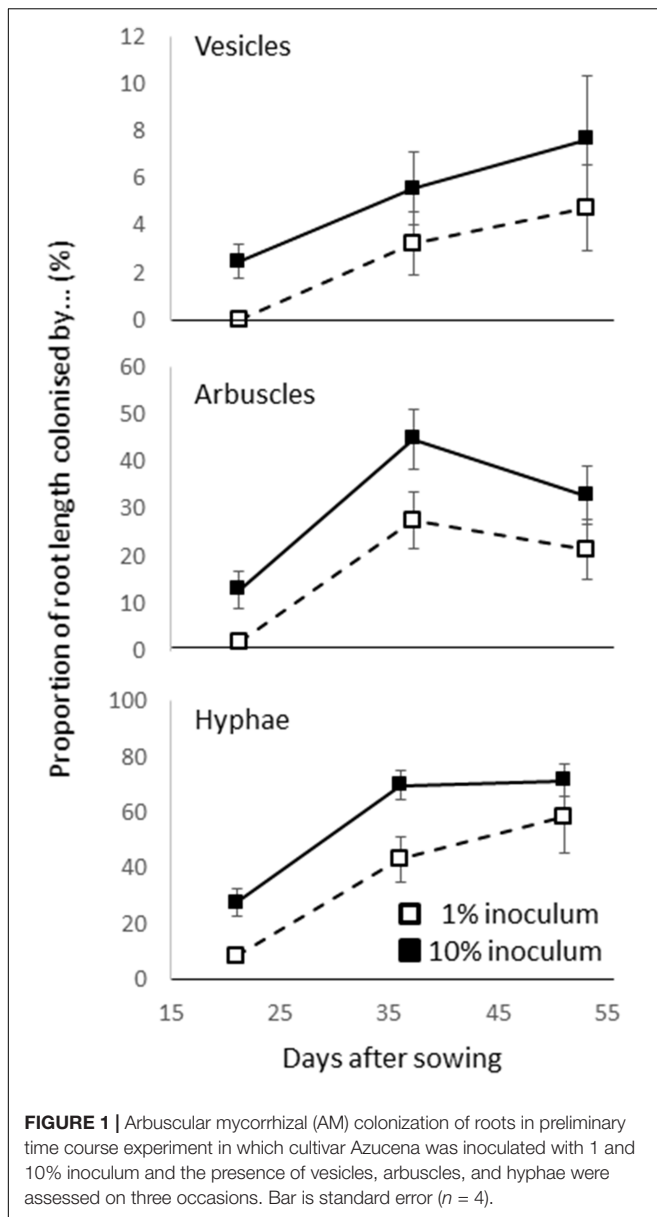 Proportion of root length colonised by... (%)
Vesicles
12
10
8
6
4
2
0
Arbuscles
60
50
40
30
20
10
0
Hyphae
100
80
60
40
20
0
1% inoculum
10% inoculum
15 25 35 45 55
Days after sowing
FIGURE 1 | Arbuscular mycorrhizal (AM) colonization of roots in preliminary
time course experiment in which cultivar Azucena was inoculated with 1 and
10% inoculum and the presence of vesicles, arbuscles, and hyphae were
assessed on three occasions. Bar is standard error (n = 4).